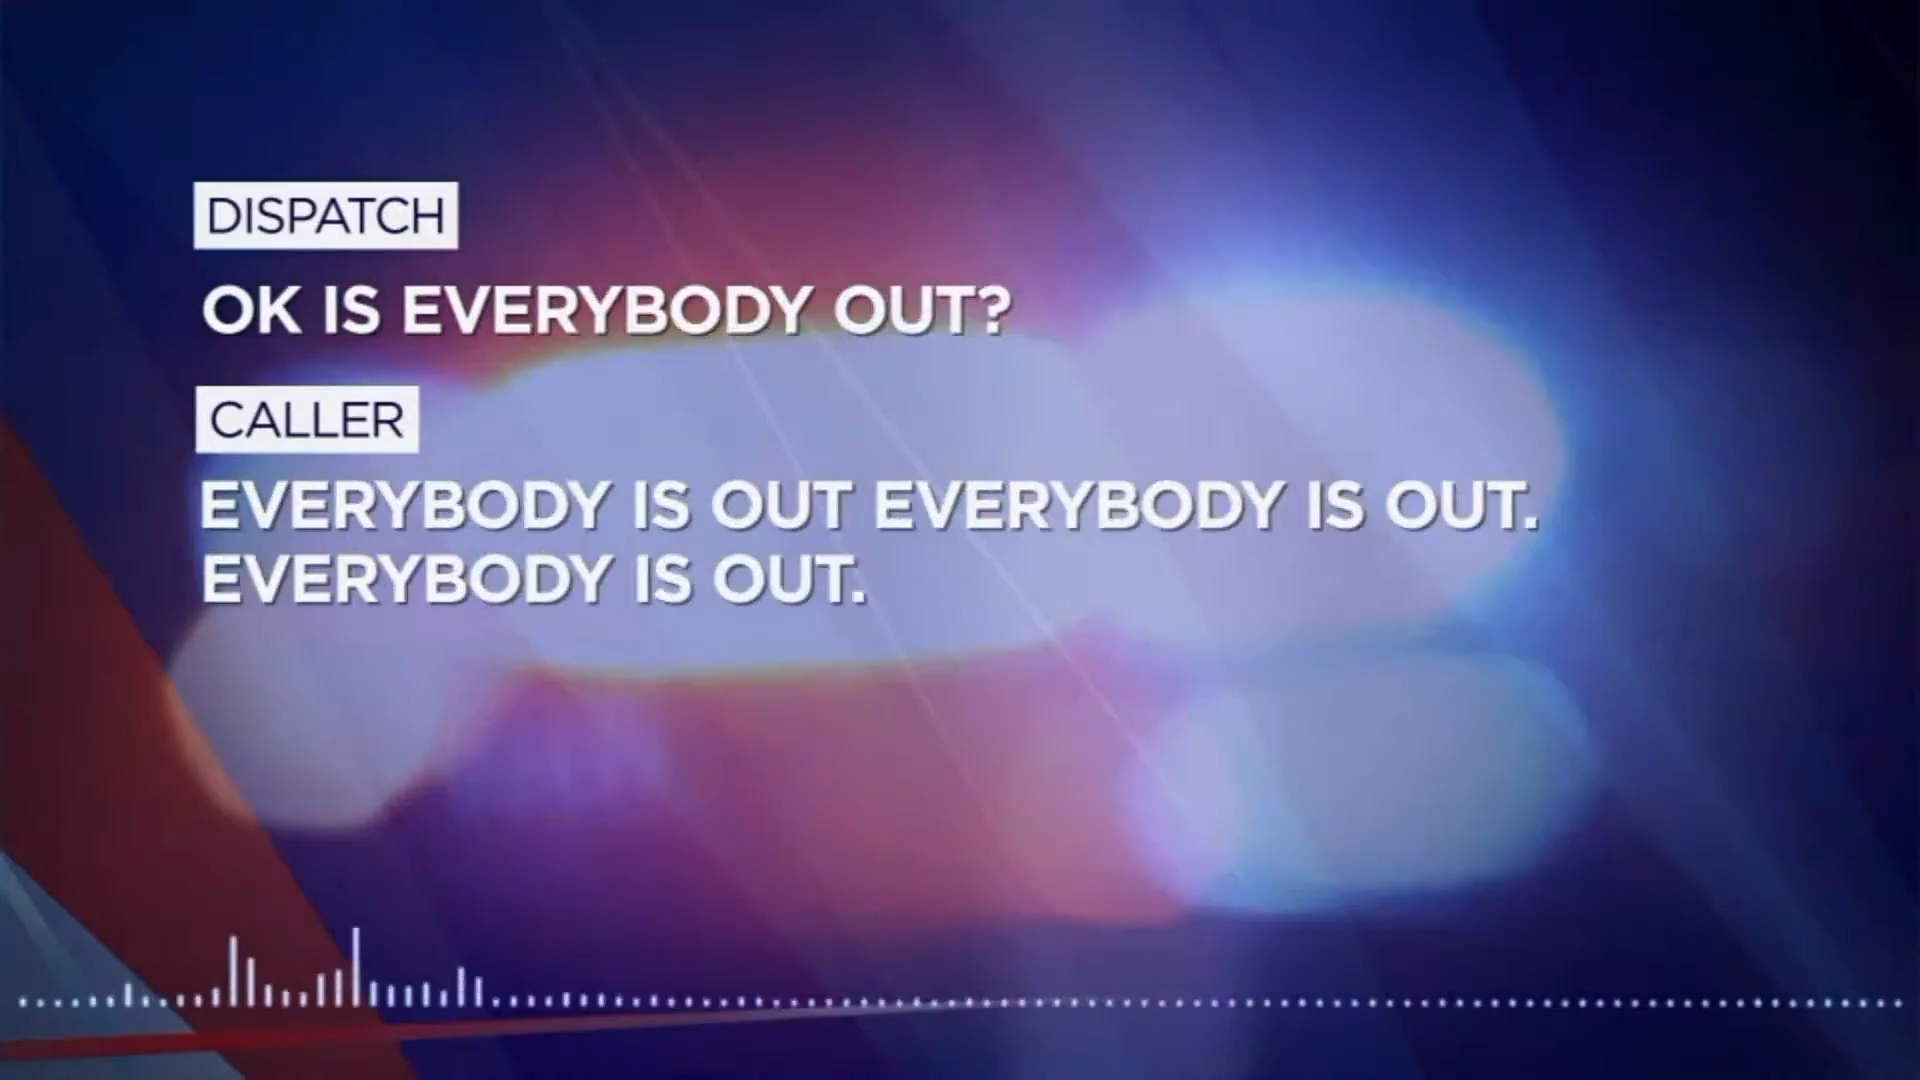 DISPATCH
OK IS EVERYBODY OUT?
CALLER
EVERYBODY IS OUT EVERYBODY IS OUT.
EVERYBODY IS OUT.